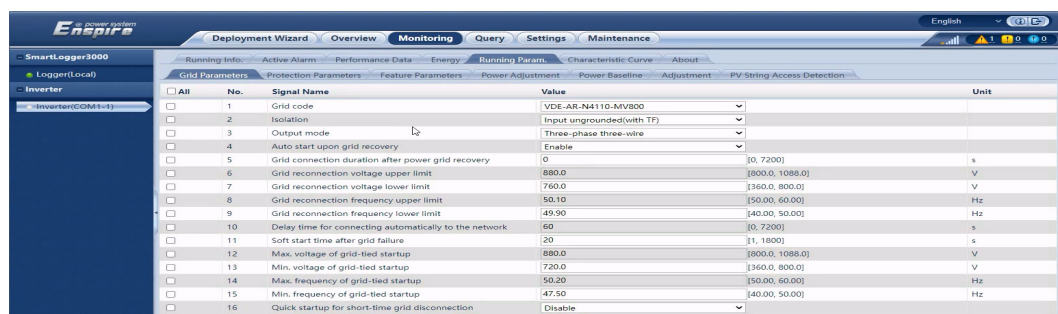 power system
Enspire
English
Deployment Wizard Overview Monitoring Query Settings Maintenance
1 0 0
SmartLogger3000
Logger(Local)
Inverter
Inverter(COM1-1)
Running Info. Active Alarm Performance Data Energy Running Param. Characteristic Curve About
Grid Parameters Protection Parameters Feature Parameters Power Adjustment Power Baseline Adjustment PV String Access Detection
All No. Signal Name Value Unit
1 Grid code VDE-AR-N4110-MV800
2 Isolation Input ungrounded(with TF)
3 Output mode Three-phase three-wire
4 Auto start upon grid recovery Enable
5 Grid connection duration after power grid recovery 0 [0, 7200] s
6 Grid reconnection voltage upper limit 880.0 [800.0, 1088.0] V
7 Grid reconnection voltage lower limit 760.0 [360.0, 800.0] V
8 Grid reconnection frequency upper limit 50.10 [50.00, 60.00] Hz
9 Grid reconnection frequency lower limit 49.90 [40.00, 50.00] Hz
10 Delay time for connecting automatically to the network 60 [0, 7200] s
11 Soft start time after grid failure 20 [1, 1800] s
12 Max. voltage of grid-tied startup 880.0 [800.0, 1088.0] V
13 Min. voltage of grid-tied startup 720.0 [360.0, 800.0] V
14 Max. frequency of grid-tied startup 50.20 [50.00, 60.00] Hz
15 Min. frequency of grid-tied startup 47.50 [40.00, 50.00] Hz
16 Quick startup for short-time grid disconnection Disable